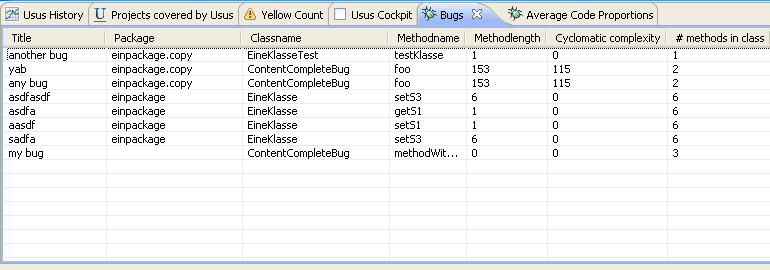 Usus History Projects covered by Usus Yellow Count Usus Cockpit Bugs Average Code Proportions
Title Package Classname Methodname Methodlength Cyclomatic complexity # methods in class
another bug einpackage.copy EineKlasseTest testKlasse 1 0 1
yab einpackage.copy ContentCompleteBug foo 153 115 2
any bug einpackage.copy ContentCompleteBug foo 153 115 2
asdfasdf einpackage EineKlasse setS3 6 0 6
asdfa einpackage EineKlasse getS1 1 0 6
aasdf einpackage EineKlasse setS1 1 0 6
sadfa einpackage EineKlasse setS3 6 0 6
my bug ContentCompleteBug methodWit... 0 0 3